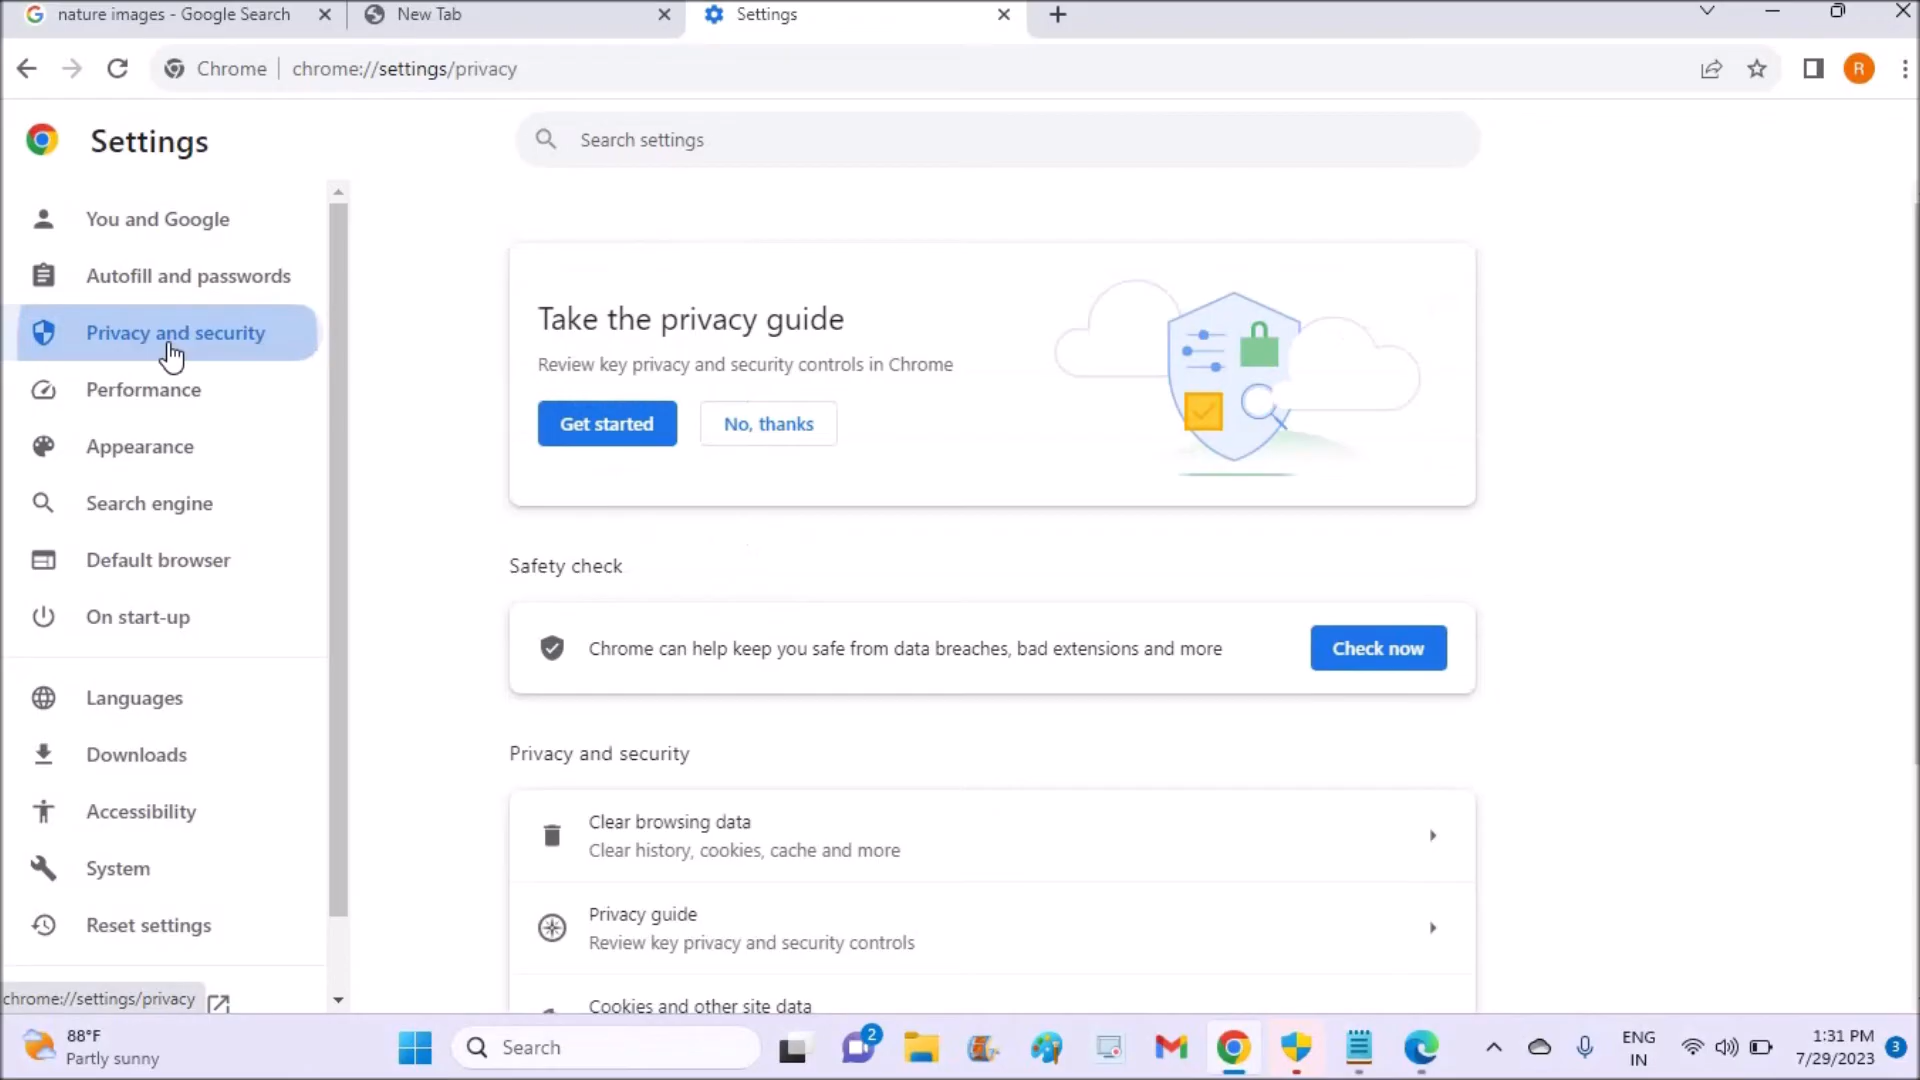 nature images - Google Search
New Tab
Settings
Chrome
chrome://settings/privacy
R
Settings
Search settings
You and Google
Autofill and passwords
Privacy and security
Performance
Appearance
Search engine
Default browser
On start-up
Languages
Downloads
Accessibility
System
Reset settings
chrome://settings/privacy
Take the privacy guide
Review key privacy and security controls in Chrome
Get started
No, thanks
Safety check
Chrome can help keep you safe from data breaches, bad extensions and more
Check now
Privacy and security
Clear browsing data
Clear history, cookies, cache and more
Privacy guide
Review key privacy and security controls
Cookies and other site data
88°F
Partly sunny
Search
2
ENG
IN
1:31 PM
7/29/2023
3